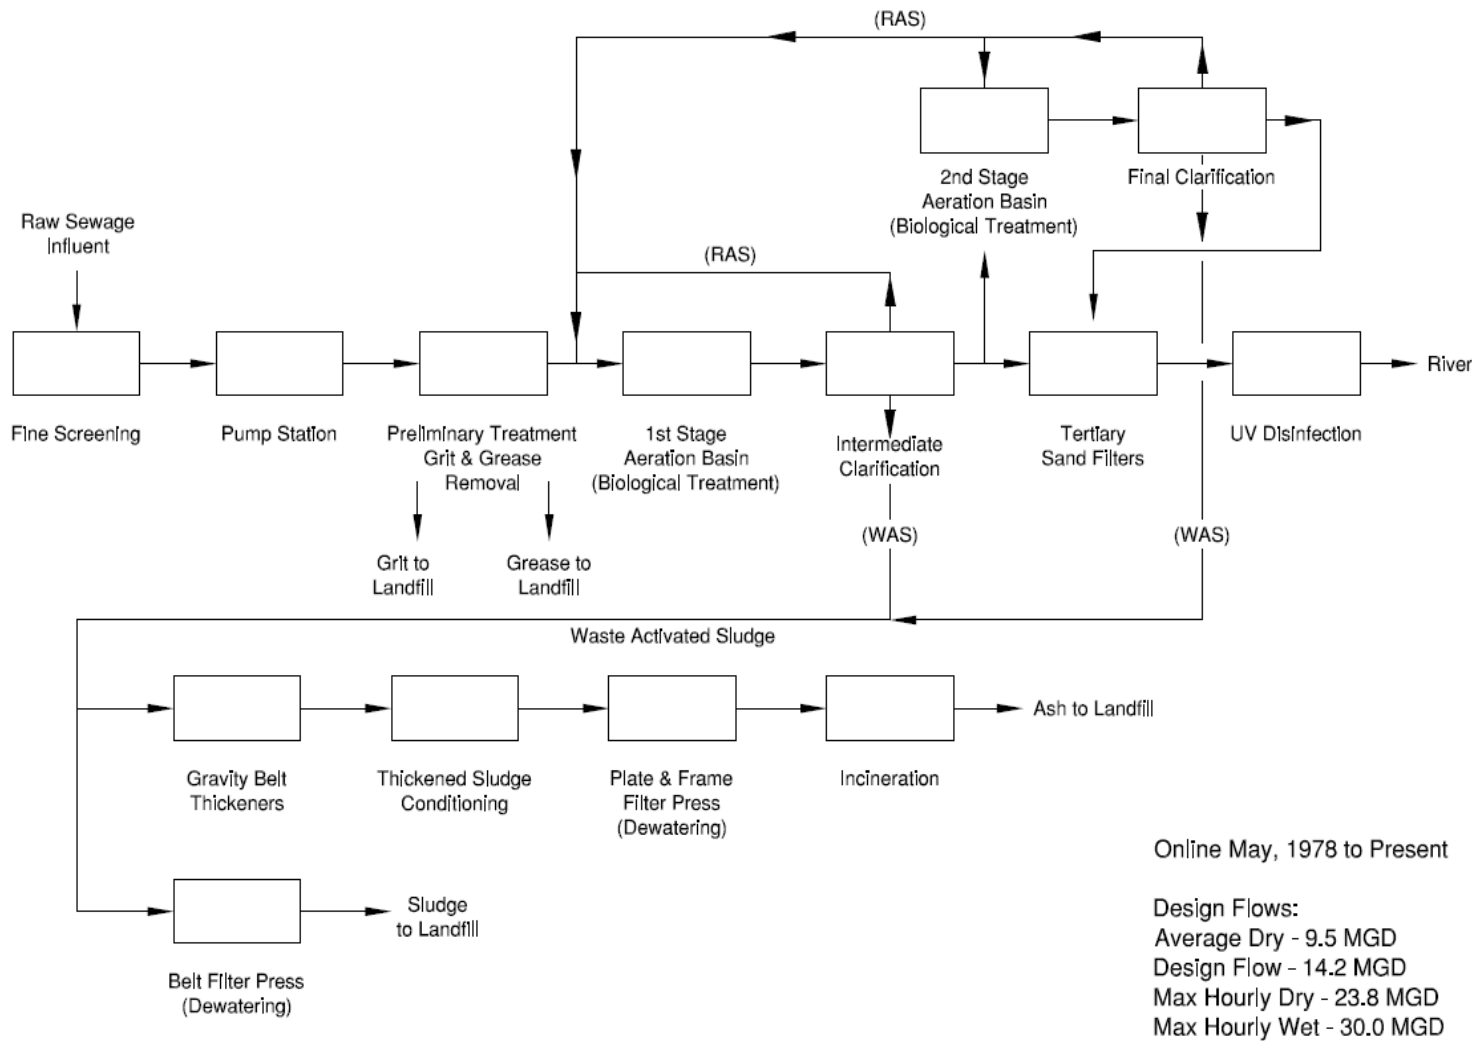 (RAS)
2nd Stage
Aeration Basin
(Biological Treatment)
Final Clarification
Raw Sewage
Influent
(RAS)
River
Fine Screening
Pump Station
Preliminary Treatment
Grit & Grease
Removal
1st Stage
Aeration Basin
(Biological Treatment)
Intermediate
Clarification
Tertiary
Sand Filters
UV Disinfection
Grit to
Landfill
Grease to
Landfill
(WAS)
(WAS)
Waste Activated Sludge
Ash to Landfill
Gravity Belt
Thickeners
Thickened Sludge
Conditioning
Plate & Frame
Filter Press
(Dewatering)
Incineration
Sludge
to Landfill
Belt Filter Press
(Dewatering)
Online May, 1978 to Present
Design Flows:
Average Dry - 9.5 MGD
Design Flow - 14.2 MGD
Max Hourly Dry - 23.8 MGD
Max Hourly Wet - 30.0 MGD